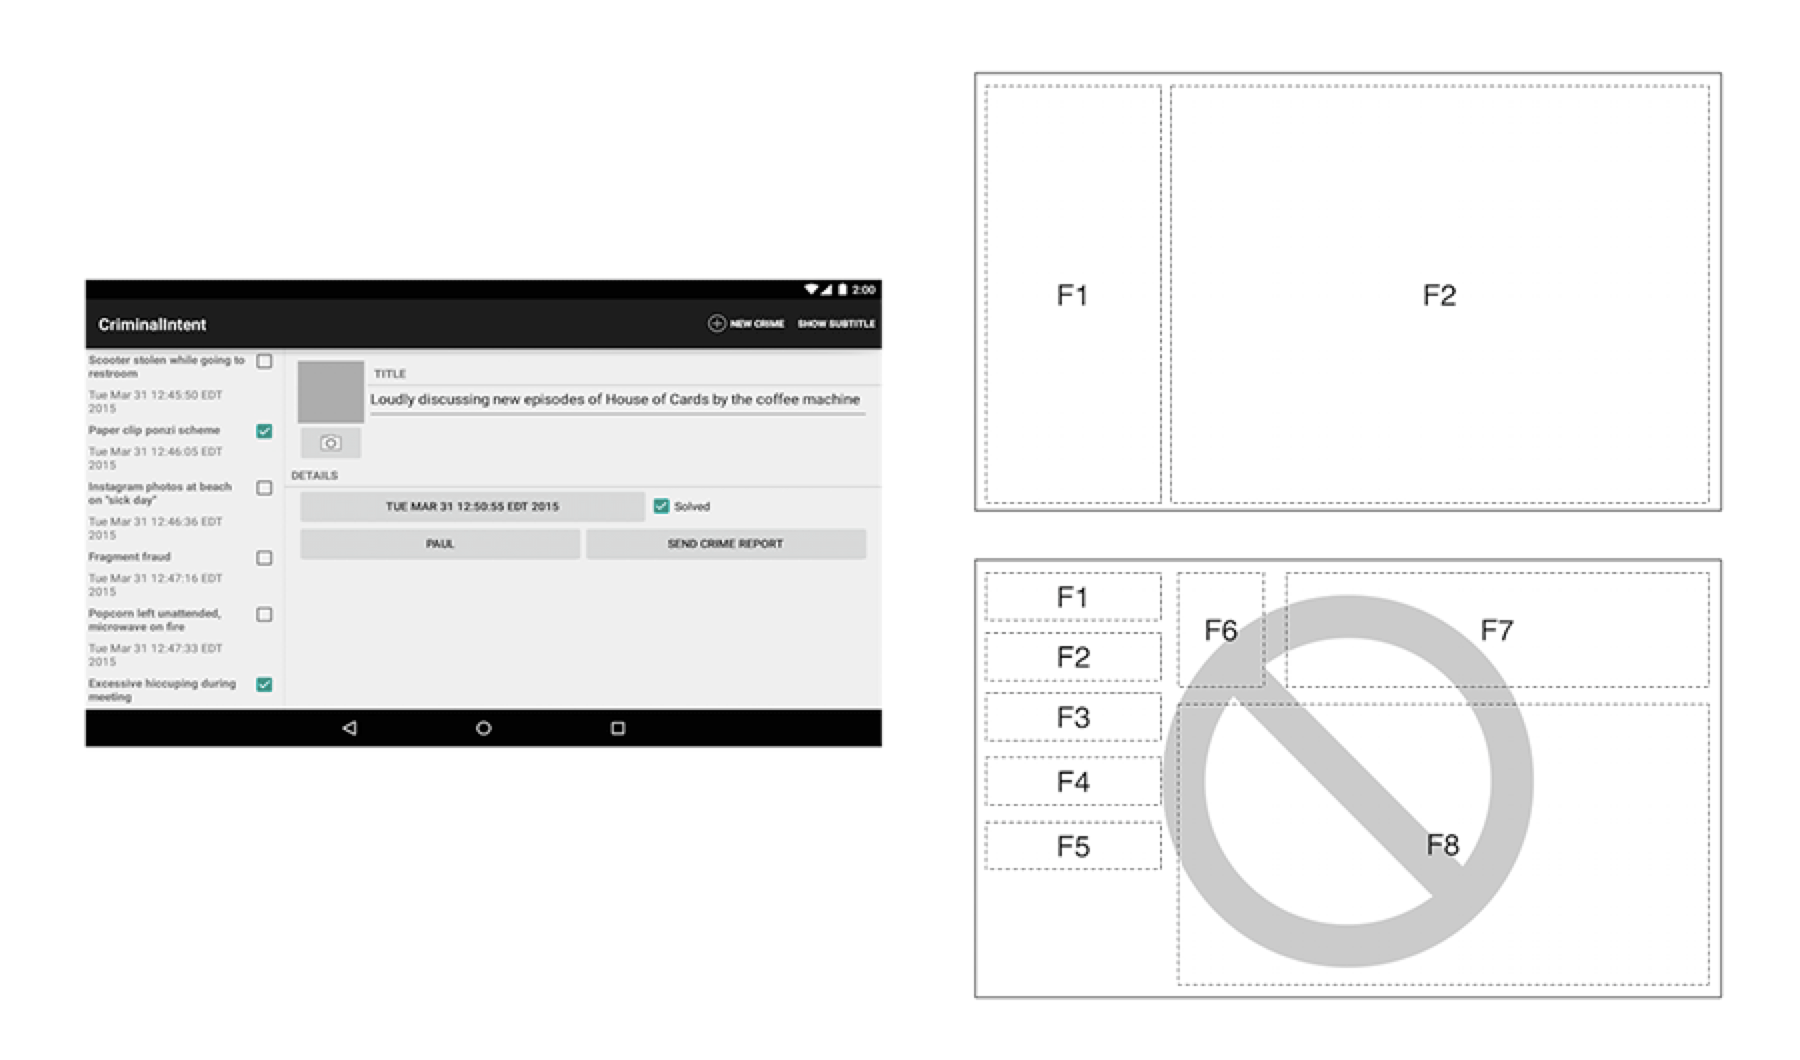 2:00
CriminalIntent
NEW CRIME SHOW SUBTITLE
Scooter stolen while going to
restroom
Tue Mar 31 12:45:50 EDT
2015
Paper clip ponzi scheme
Tue Mar 31 12:46:05 EDT
2015
Instagram photos at beach
on "sick day"
Tue Mar 31 12:46:36 EDT
2015
Fragment fraud
Tue Mar 31 12:47:16 EDT
2015
Popcorn left unattended,
microwave on fire
Tue Mar 31 12:47:33 EDT
2015
Excessive hiccuping during
meeting
TITLE
Loudly discussing new episodes of House of Cards by the coffee machine
DETAILS
TUE MAR 31 12:50:55 EDT 2015
Solved
PAUL
SEND CRIME REPORT
F1
F2
F1
F2
F3
F4
F5
F6
F7
F8